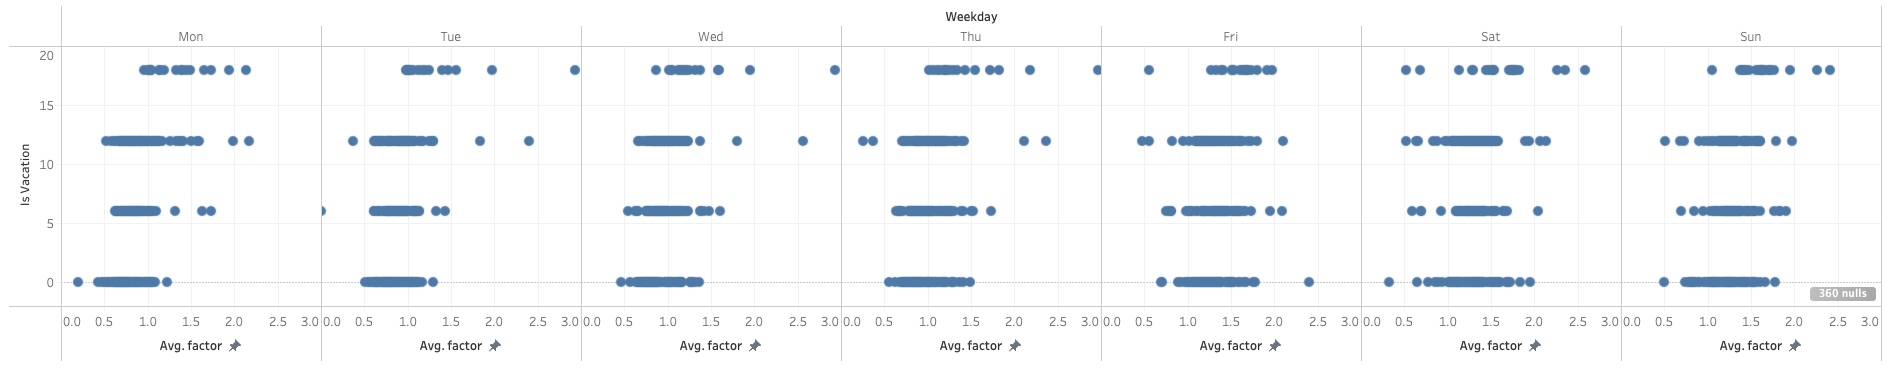 Weekday
Mon Tue Wed Thu Fri Sat Sun
20
15
10
5
0
Is Vacation
360 nulls
0.0 0.5 1.0 1.5 2.0 2.5 3.0 0.0 0.5 1.0 1.5 2.0 2.5 3.0 0.0 0.5 1.0 1.5 2.0 2.5 3.0 0.0 0.5 1.0 1.5 2.0 2.5 3.0 0.0 0.5 1.0 1.5 2.0 2.5 3.0 0.0 0.5 1.0 1.5 2.0 2.5 3.0 0.0 0.5 1.0 1.5 2.0 2.5 3.0
Avg. factor Avg. factor Avg. factor Avg. factor Avg. factor Avg. factor Avg. factor